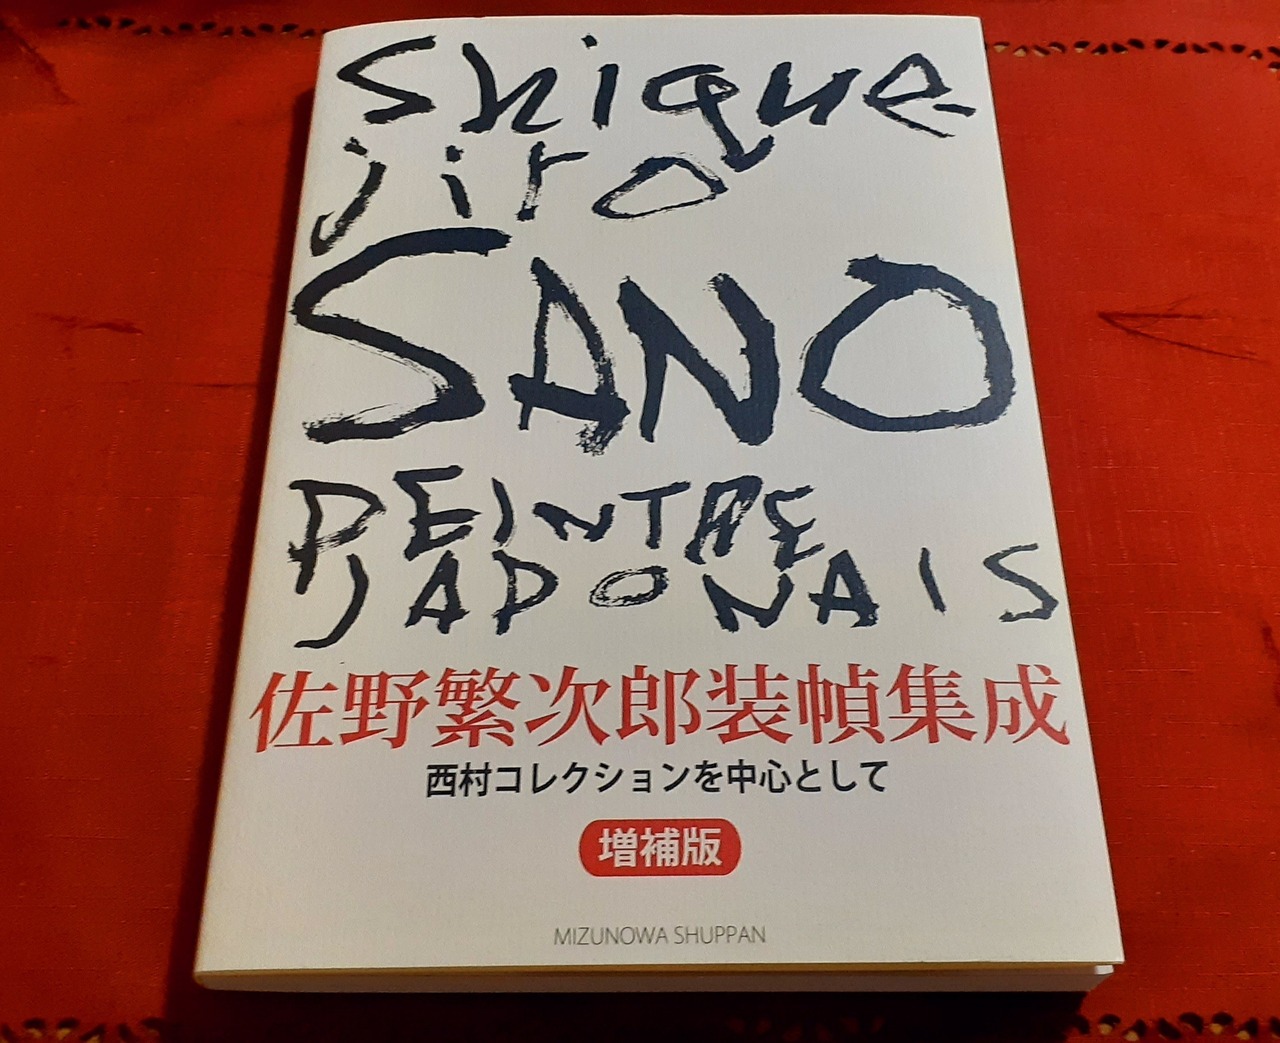 Shigue-
jiro
SANO
PEINTRE
JAPONAIS
佐野繁次郎装幀集成
西村コレクションを中心として
増補版
MIZUNOWA SHUPPAN